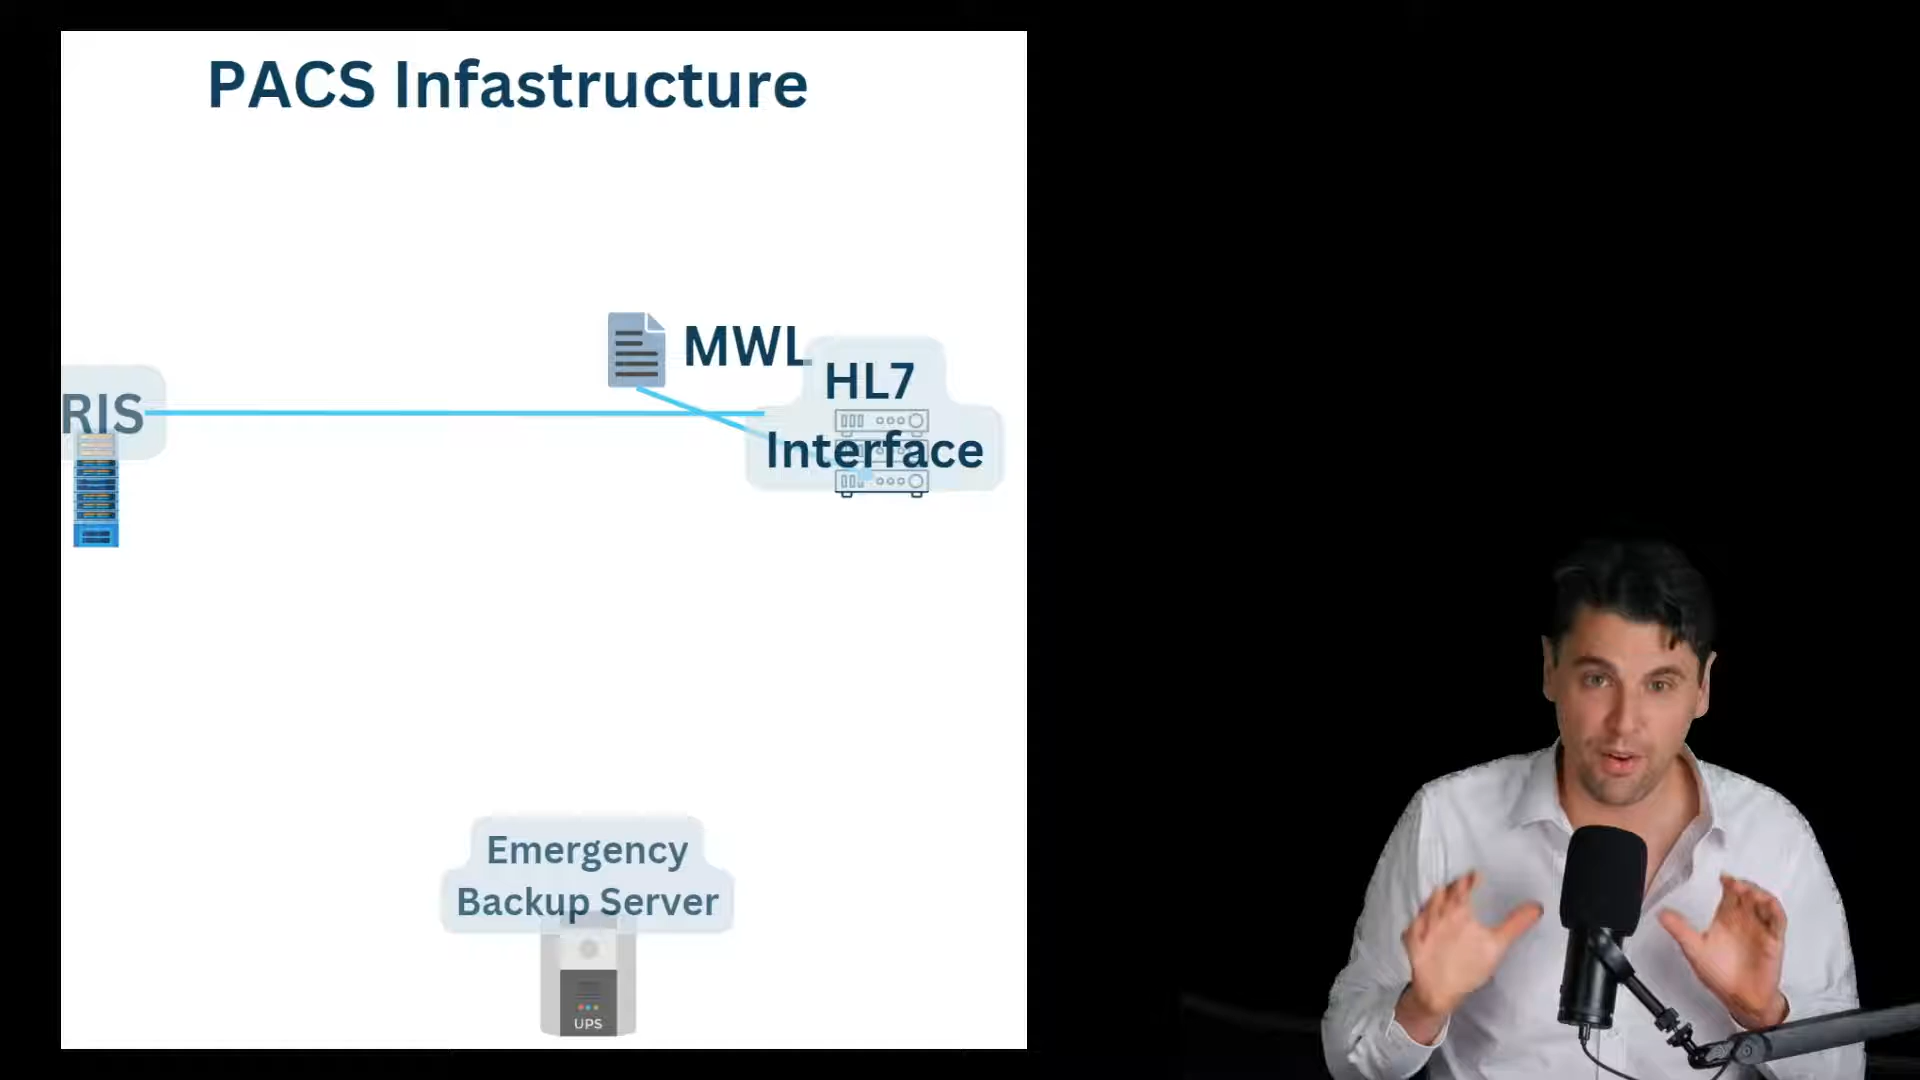 PACS Infastructure
MWL
HL7
Interface
RIS
Emergency
Backup Server
UPS